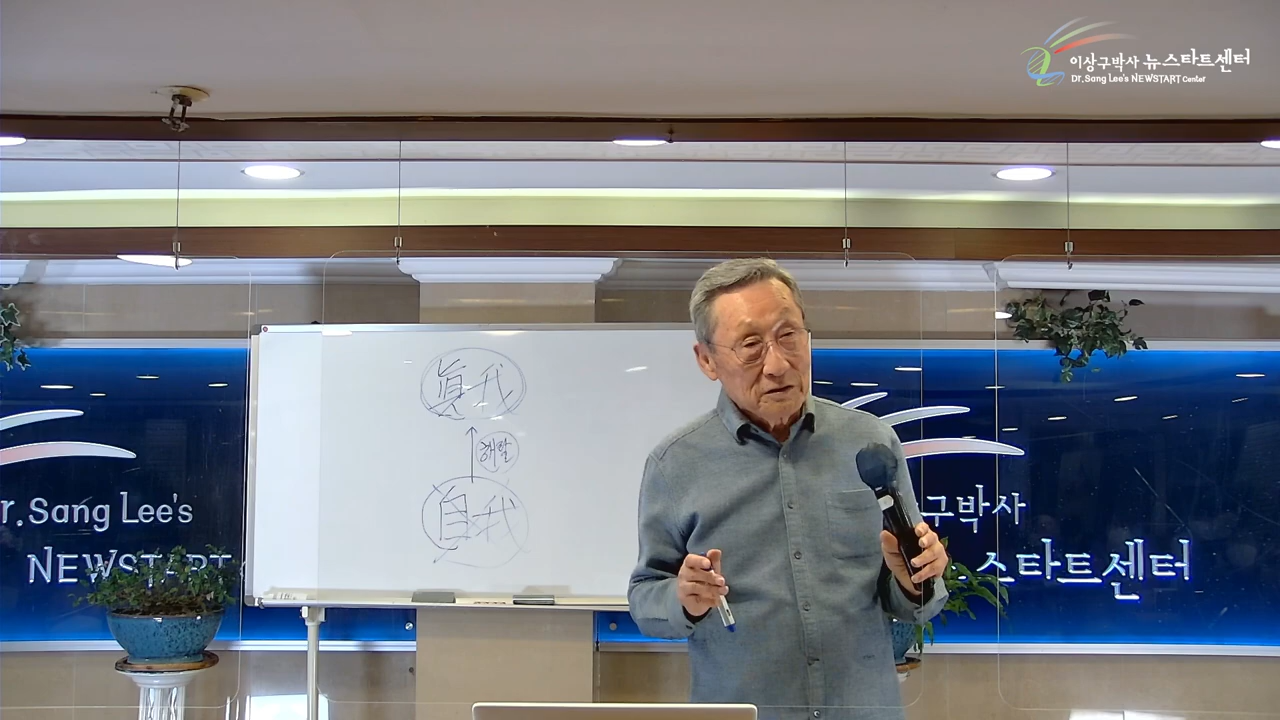 이상구박사 뉴스타트센터
Dr.Sang Lee's NEWSTART Center
眞我
해탈
自我
r.Sang Lee's
NEWSTART
구박사
스타트센터